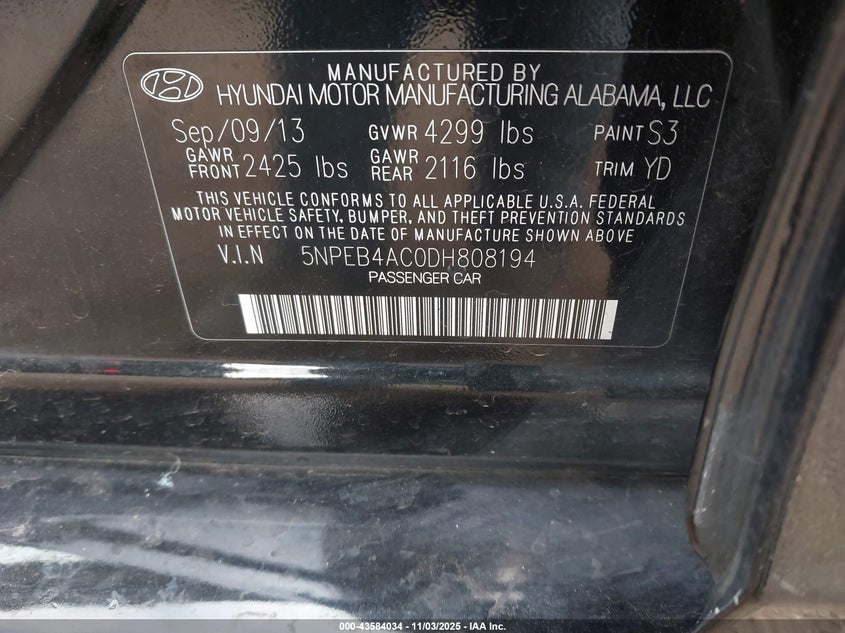 MANUFACTURED BY
HYUNDAI MOTOR MANUFACTURING ALABAMA, LLC
Sep/09/13 GVWR 4299 lbs PAINT S3
GAWR FRONT 2425 lbs GAWR REAR 2116 lbs TRIM YD
THIS VEHICLE CONFORMS TO ALL APPLICABLE U.S.A. FEDERAL
MOTOR VEHICLE SAFETY, BUMPER, AND THEFT PREVENTION STANDARDS
IN EFFECT ON THE DATE OF MANUFACTURE SHOWN ABOVE
V.I.N 5NPEB4AC0DH808194
PASSENGER CAR
000-43584034 - 11/03/2025 - IAA Inc.